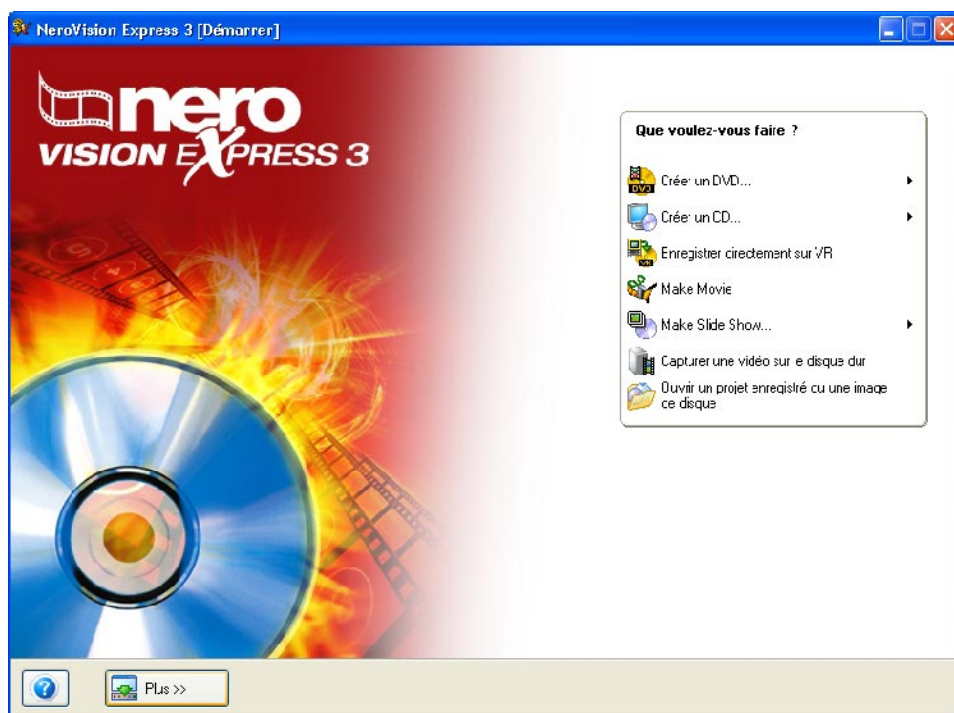 NeroVision Express 3 [Démarrer]
nero
VISION EXPRESS 3
Que voulez-vous faire ?
Créer un DVD...
Créer un CD...
Enregistrer directement sur VR
Make Movie
Make Slide Show...
Capturer une vidéo sur le disque dur
Ouvrir un projet enregistré ou une image
de disque
Plus >>